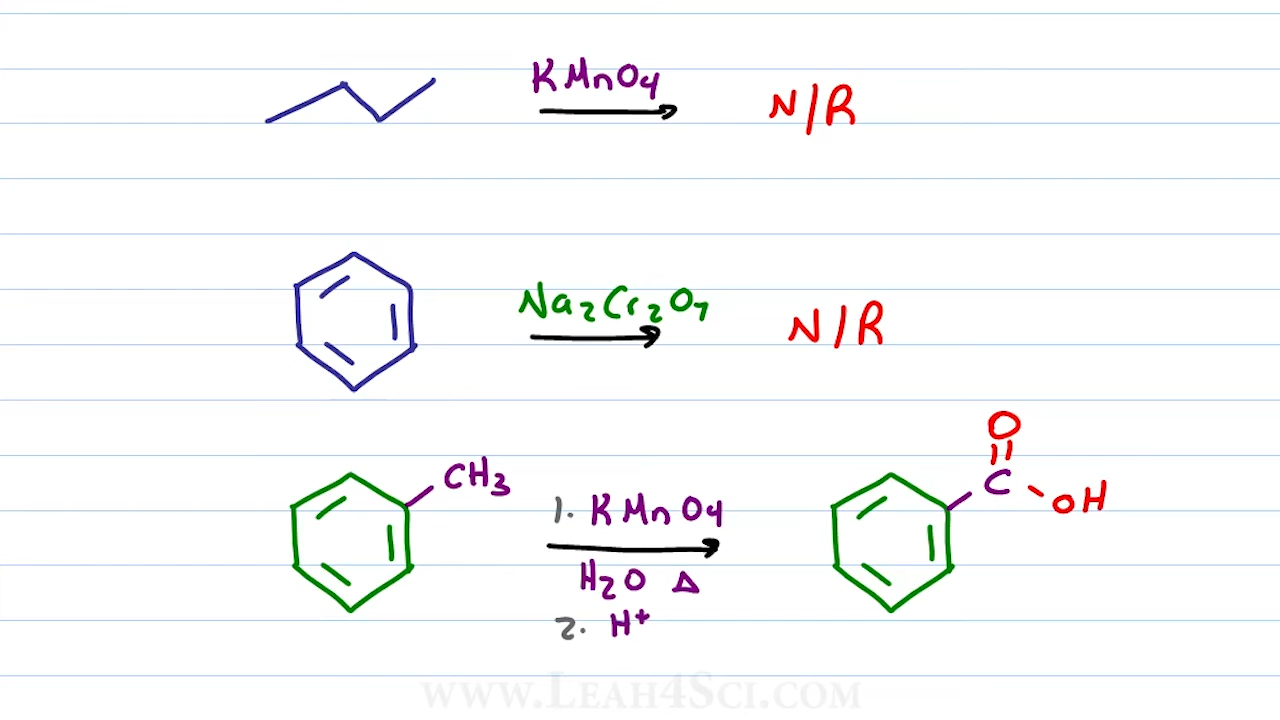 KMnO4
N/R
Na2Cr2O7
N/R
CH3
1. KMnO4
H2O Δ
2. H+
O
C
OH
www.Leah4Sci.com